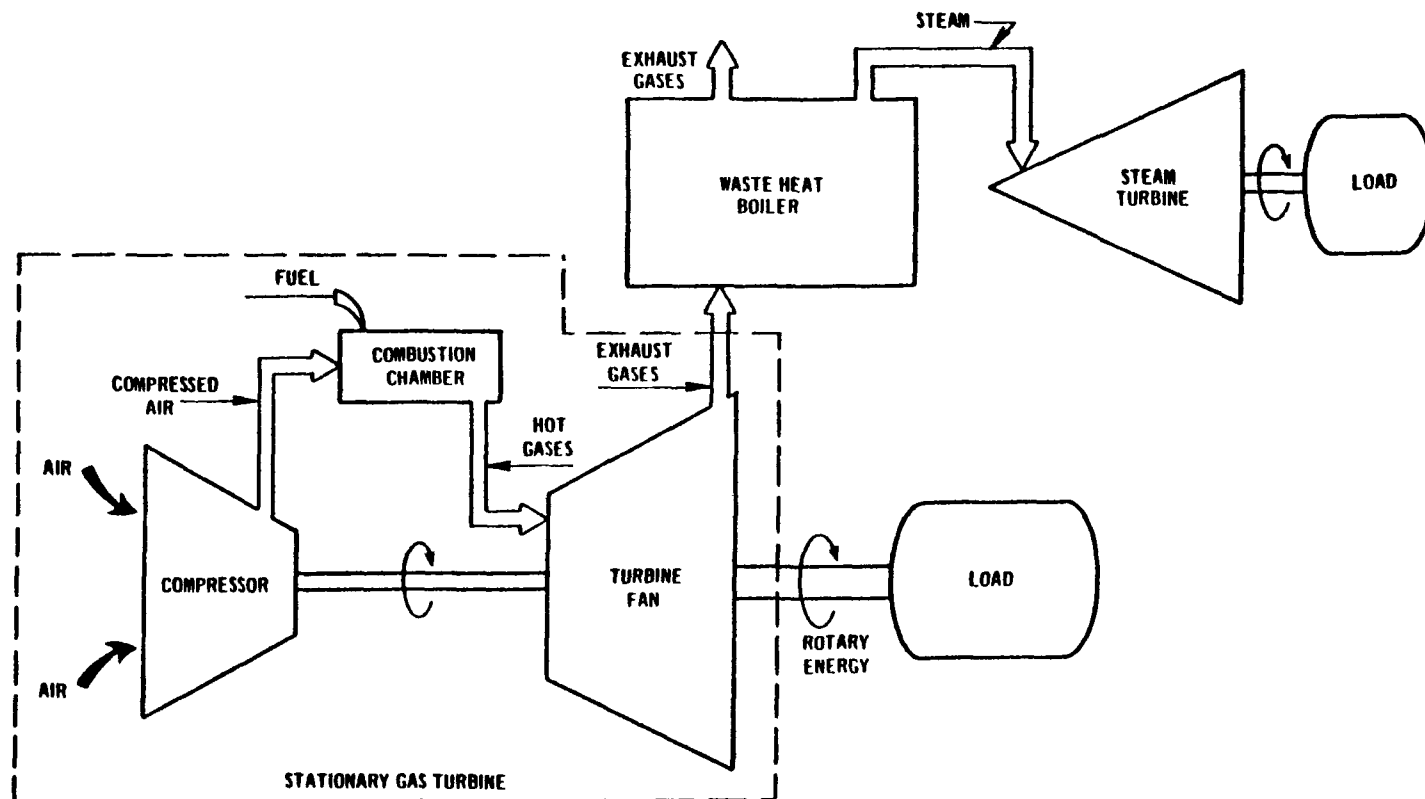 STEAM
EXHAUST
GASES
WASTE HEAT
BOILER
STEAM
TURBINE
LOAD
FUEL
COMBUSTION
CHAMBER
EXHAUST
GASES
COMPRESSED
AIR
HOT
GASES
AIR
COMPRESSOR
TURBINE
FAN
LOAD
ROTARY
ENERGY
AIR
STATIONARY GAS TURBINE